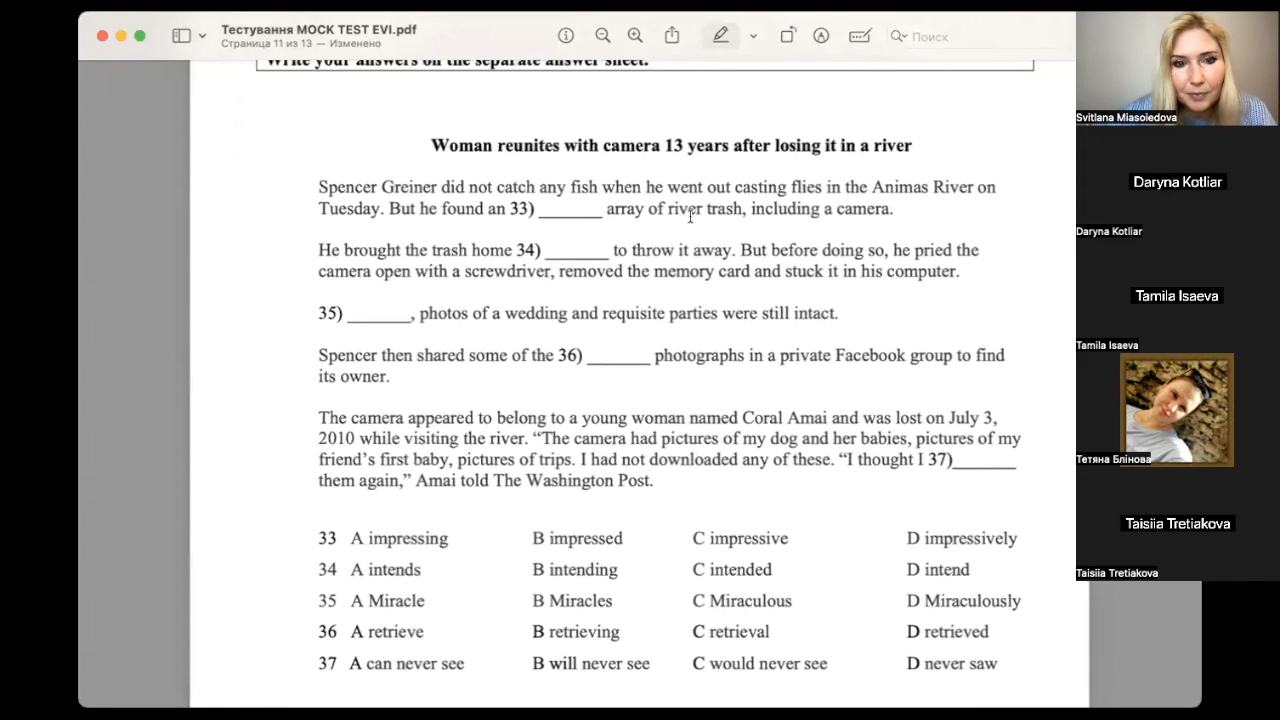 Тестування MOCK TEST EVI.pdf
Страница 11 из 13 — Изменено
Поиск
Write your answers on the separate answer sheet.
Woman reunites with camera 13 years after losing it in a river
Spencer Greiner did not catch any fish when he went out casting flies in the Animas River on
Tuesday. But he found an 33) _______ array of river trash, including a camera.
He brought the trash home 34) _______ to throw it away. But before doing so, he pried the
camera open with a screwdriver, removed the memory card and stuck it in his computer.
35) _______, photos of a wedding and requisite parties were still intact.
Spencer then shared some of the 36) _______ photographs in a private Facebook group to find
its owner.
The camera appeared to belong to a young woman named Coral Amai and was lost on July 3,
2010 while visiting the river. “The camera had pictures of my dog and her babies, pictures of my
friend’s first baby, pictures of trips. I had not downloaded any of these. “I thought I 37)_______
them again,” Amai told The Washington Post.
33 A impressing B impressed C impressive D impressively
34 A intends B intending C intended D intend
35 A Miracle B Miracles C Miraculous D Miraculously
36 A retrieve B retrieving C retrieval D retrieved
37 A can never see B will never see C would never see D never saw
Svitlana Miasoiedova
Daryna Kotliar
Daryna Kotliar
Tamila Isaeva
Tamila Isaeva
Тетяна Блінова
Taisiia Tretiakova
Taisiia Tretiakova